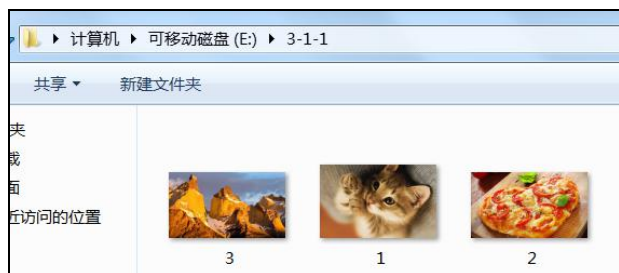 计算机 ▸ 可移动磁盘 (E:) ▸ 3-1-1
共享 新建文件夹
夹
载
面
近访问的位置
3 1 2